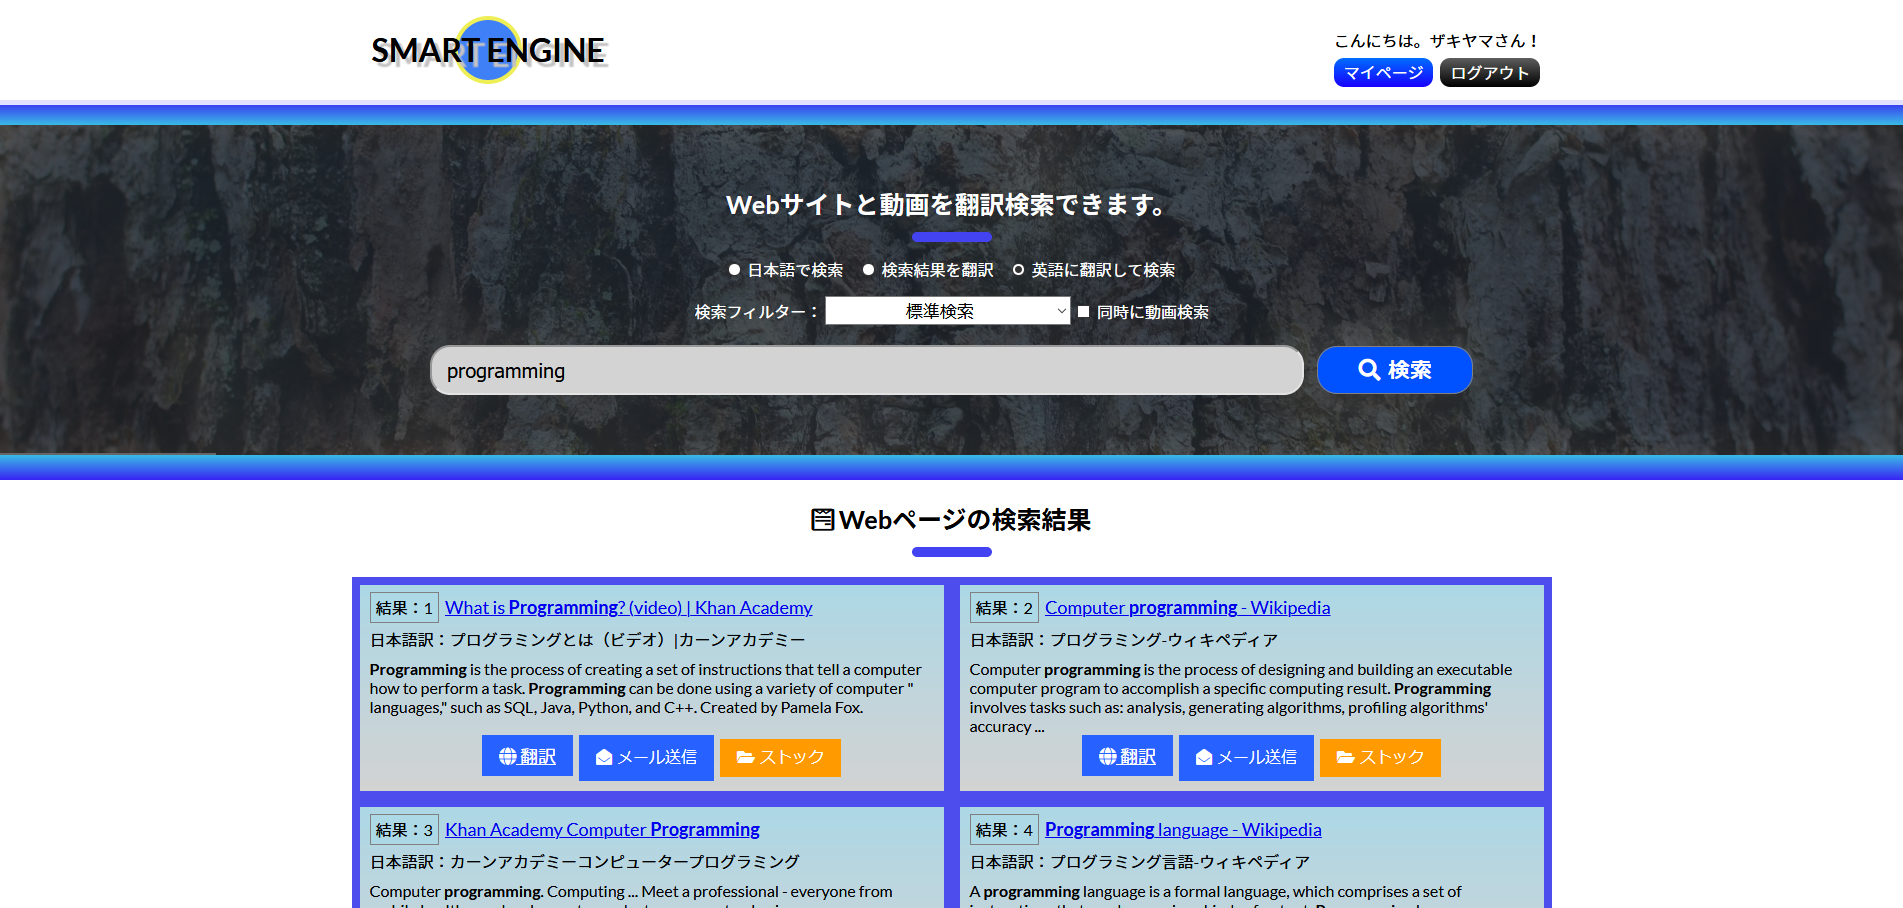 SMART ENGINE
こんにちは。ザキヤマさん！
マイページ ログアウト
Webサイトと動画を翻訳検索できます。
日本語で検索 検索結果を翻訳 英語に翻訳して検索
検索フィルター： 標準検索 同時に動画検索
programming 検索
Webページの検索結果
結果：1 What is Programming? (video) | Khan Academy
日本語訳：プログラミングとは（ビデオ）|カーンアカデミー
Programming is the process of creating a set of instructions that tell a computer
how to perform a task. Programming can be done using a variety of computer "
languages," such as SQL, Java, Python, and C++. Created by Pamela Fox.
翻訳 メール送信 ストック
結果：2 Computer programming - Wikipedia
日本語訳：プログラミング-ウィキペディア
Computer programming is the process of designing and building an executable
computer program to accomplish a specific computing result. Programming
involves tasks such as: analysis, generating algorithms, profiling algorithms'
accuracy ...
翻訳 メール送信 ストック
結果：3 Khan Academy Computer Programming
日本語訳：カーンアカデミーコンピュータープログラミング
Computer programming. Computing ... Meet a professional - everyone from
結果：4 Programming language - Wikipedia
日本語訳：プログラミング言語-ウィキペディア
A programming language is a formal language, which comprises a set of